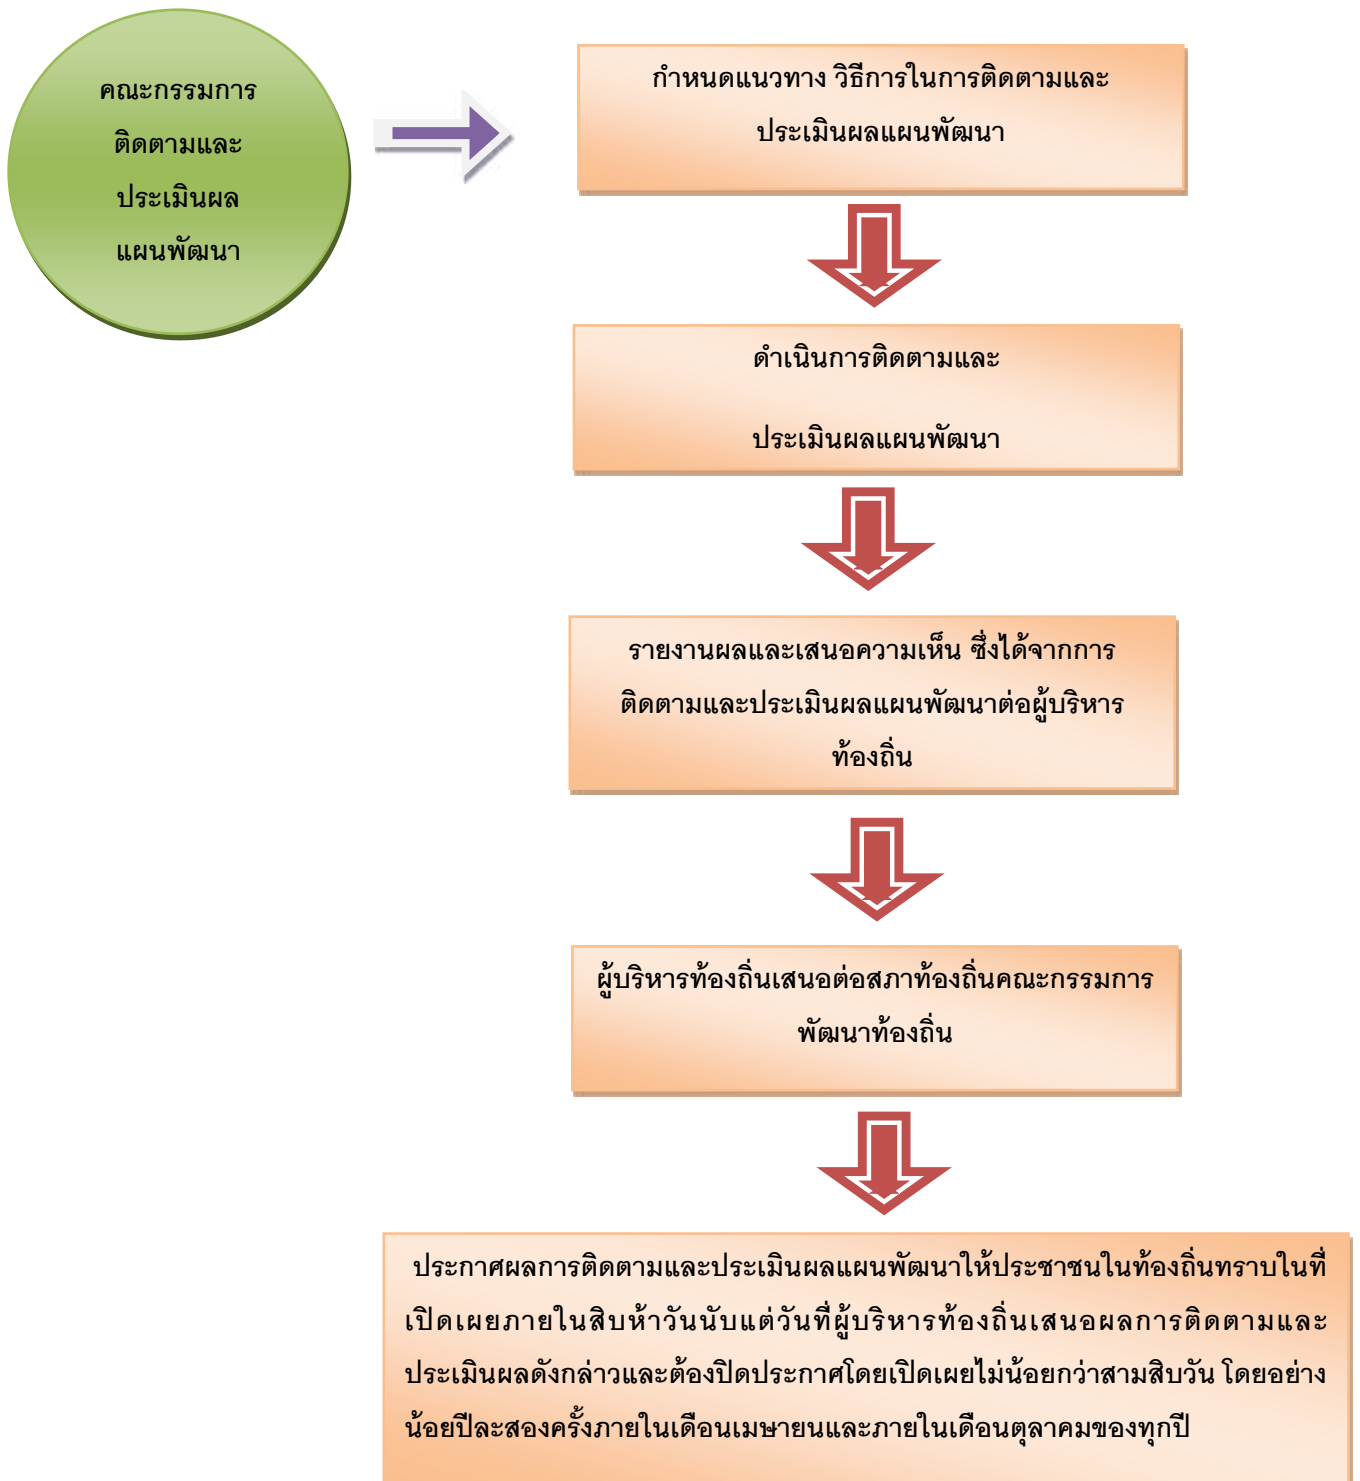 คณะกรรมการ
ติดตามและ
ประเมินผล
แผนพัฒนา
กำหนดแนวทาง วิธีการในการติดตามและ
ประเมินผลแผนพัฒนา
ดำเนินการติดตามและ
ประเมินผลแผนพัฒนา
รายงานผลและเสนอความเห็น ซึ่งได้จากการ
ติดตามและประเมินผลแผนพัฒนาต่อผู้บริหาร
ท้องถิ่น
ผู้บริหารท้องถิ่นเสนอต่อสภาท้องถิ่นคณะกรรมการ
พัฒนาท้องถิ่น
ประกาศผลการติดตามและประเมินผลแผนพัฒนาให้ประชาชนในท้องถิ่นทราบในที่
เปิดเผยภายในสิบห้าวันนับแต่วันที่ผู้บริหารท้องถิ่นเสนอผลการติดตามและ
ประเมินผลดังกล่าวและต้องปิดประกาศโดยเปิดเผยไม่น้อยกว่าสามสิบวัน โดยอย่าง
น้อยปีละสองครั้งภายในเดือนเมษายนและภายในเดือนตุลาคมของทุกปี